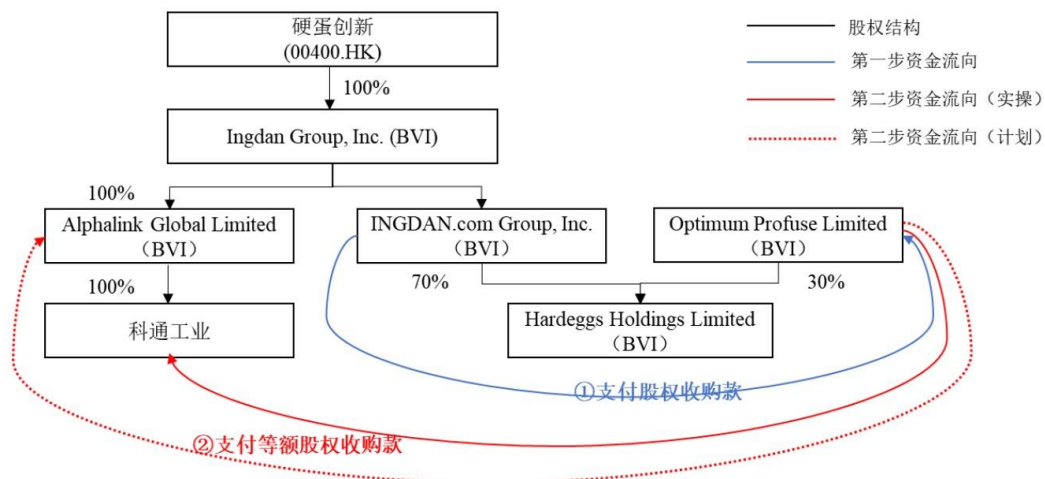 硬蛋创新
(00400.HK)
股权结构
第一步资金流向
第二步资金流向（实操）
第二步资金流向（计划）
100%
Ingdan Group, Inc. (BVI)
100%
Alphalink Global Limited
（BVI）
INGDAN.com Group, Inc.
（BVI）
Optimum Profuse Limited
（BVI）
100%
70%
30%
科通工业
Hardeggs Holdings Limited
（BVI）
①支付股权收购款
②支付等额股权收购款